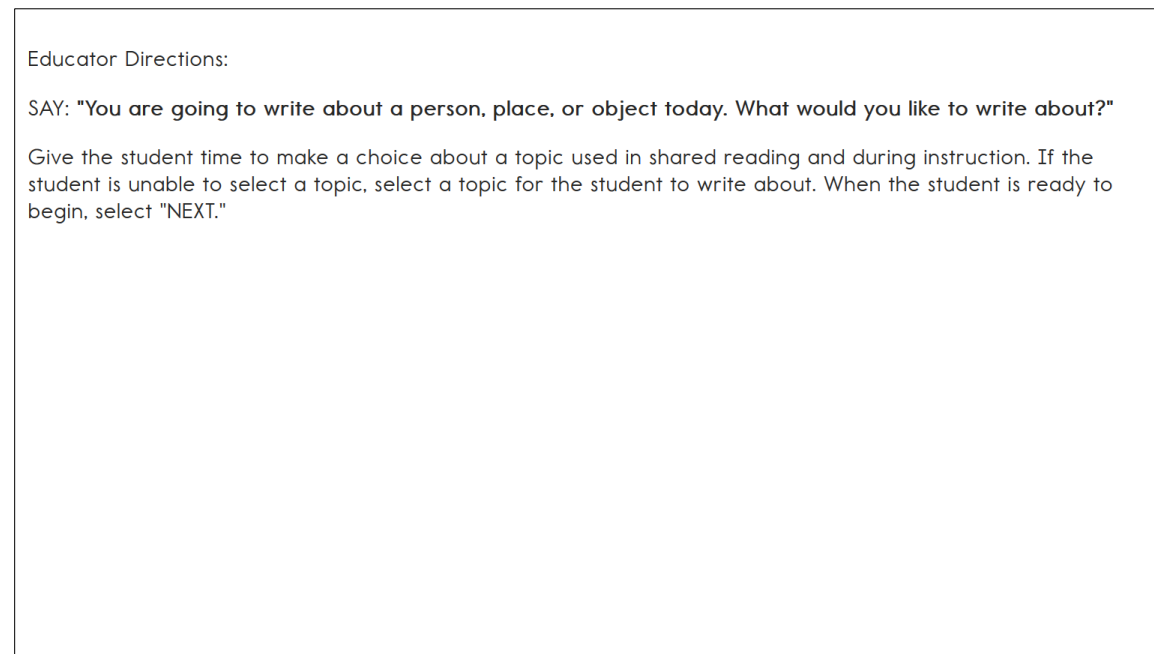 Educator Directions:
SAY: "You are going to write about a person, place, or object today. What would you like to write about?"
Give the student time to make a choice about a topic used in shared reading and during instruction. If the
student is unable to select a topic, select a topic for the student to write about. When the student is ready to
begin, select "NEXT."